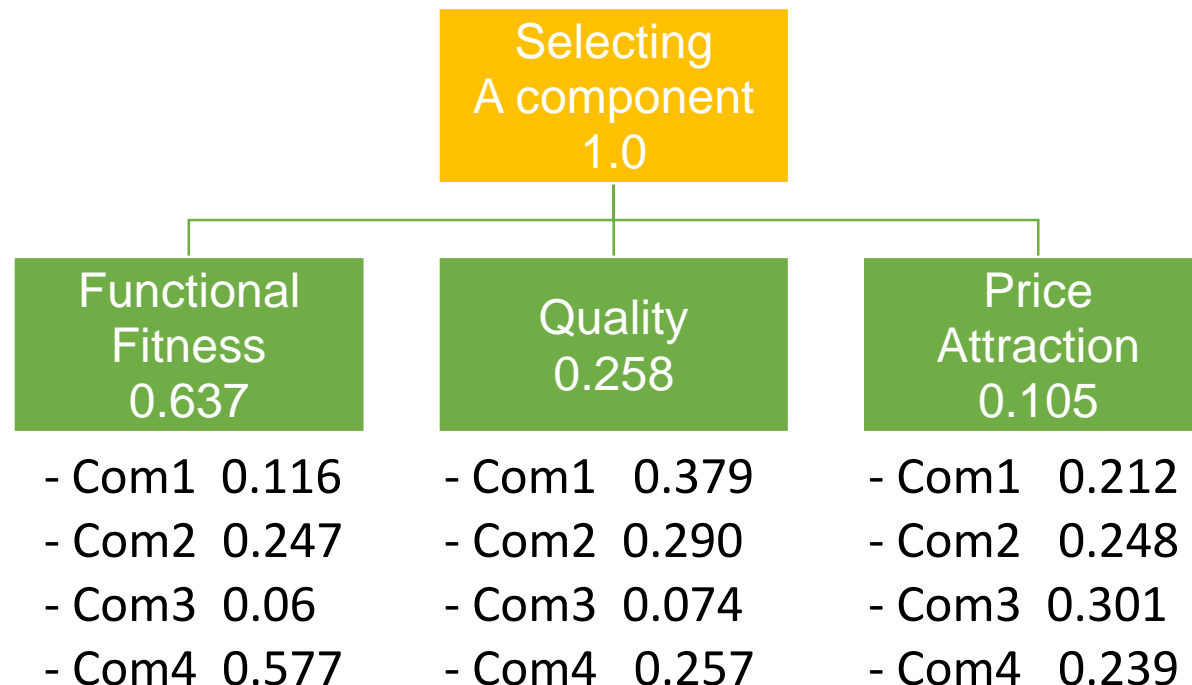 Selecting
A component
1.0
Functional
Fitness
0.637
- Com1 0.116
- Com2 0.247
- Com3 0.06
- Com4 0.577
Quality
0.258
- Com1 0.379
- Com2 0.290
- Com3 0.074
- Com4 0.257
Price
Attraction
0.105
- Com1 0.212
- Com2 0.248
- Com3 0.301
- Com4 0.239